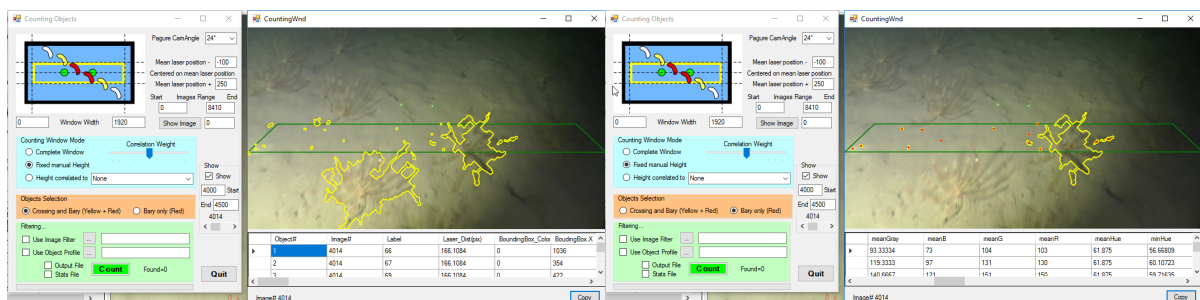 Counting Objects
Pagure CamAngle 24°
Mean laser position - -100
Centered on mean laser position
Mean laser position + 250
Start Images Range End
0 8410
0 Window Width 1920 Show Image 0
Counting Window Mode
Complete Window
Correlation Weight
Fixed manual Height
Height correlated to None
Show
Show
4000 Start
End 4500
4014
Objects Selection
Crossing and Bary (Yellow + Red) Bary only (Red)
Filtering...
Use Image Filter ...
Use Object Profile ...
Output File
Stats File
Count Found=0
Quit
CountingWnd
Object# Image# Label Laser_Dist(pix) BoundingBox_Color BoudingBox.X
1 4014 66 166.1084 0 1036
2 4014 67 166.1084 0 354
3 4014 69 166.1084 0 422
Image# 4014 Copy
Counting Objects
Pagure CamAngle 24°
Mean laser position - -100
Centered on mean laser position
Mean laser position + 250
Start Images Range End
0 8410
0 Window Width 1920 Show Image 0
Counting Window Mode
Complete Window
Correlation Weight
Fixed manual Height
Height correlated to None
Show
Show
4000 Start
End 4500
4014
Objects Selection
Crossing and Bary (Yellow + Red) Bary only (Red)
Filtering...
Use Image Filter ...
Use Object Profile ...
Output File
Stats File
Count Found=0
Quit
CountingWnd
meanGray meanB meanG meanR meanHue minHue
93.33334 73 104 103 61.875 56.66809
119.3333 97 131 130 61.875 60.10723
140.6667 121 151 150 61.875 59.71635
Image# 4014 Copy